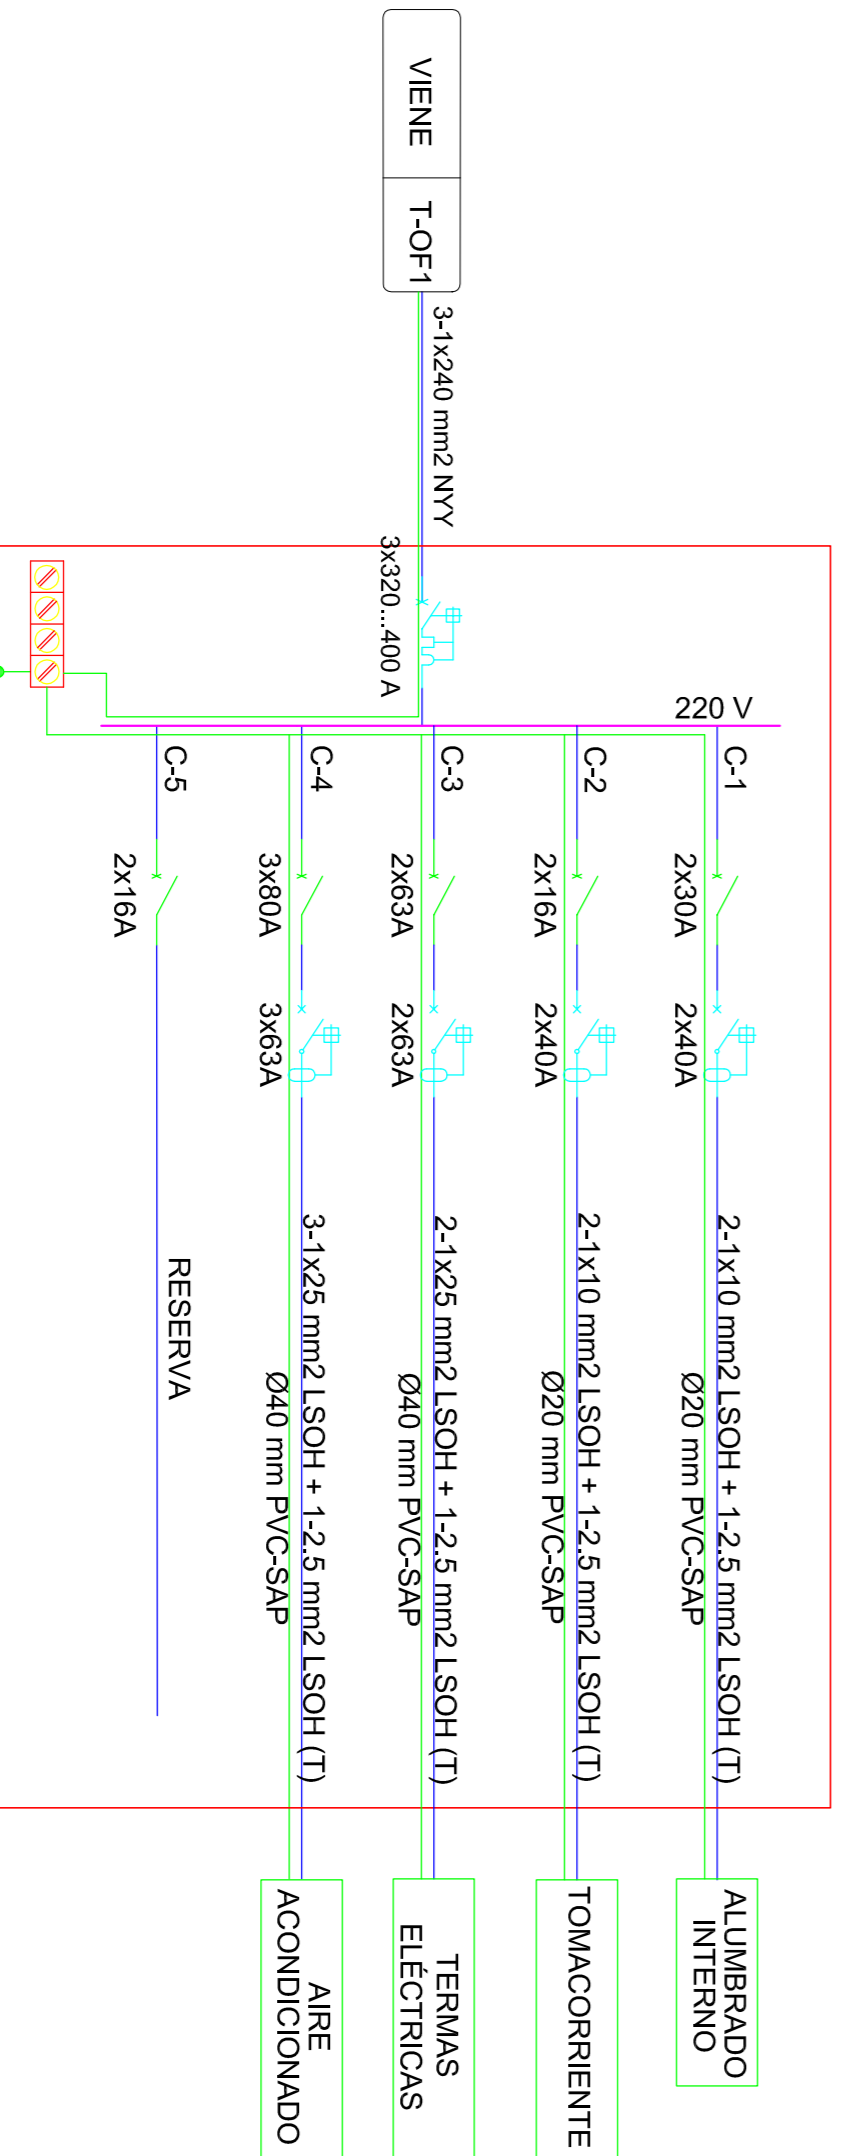 VIENE
T-OF1
3-1x240 mm2 NYY
3x320...400 A
220 V
C-1
2x30A
2x40A
2-1x10 mm2 LSOH + 1-2.5 mm2 LSOH (T)
Ø20 mm PVC-SAP
ALUMBRADO
INTERNO
C-2
2x16A
2x40A
2-1x10 mm2 LSOH + 1-2.5 mm2 LSOH (T)
Ø20 mm PVC-SAP
TOMACORRIENTE
C-3
2x63A
2x63A
2-1x25 mm2 LSOH + 1-2.5 mm2 LSOH (T)
Ø40 mm PVC-SAP
TERMAS
ELÉCTRICAS
C-4
3x80A
3x63A
3-1x25 mm2 LSOH + 1-2.5 mm2 LSOH (T)
Ø40 mm PVC-SAP
AIRE
ACONDICIONADO
C-5
2x16A
RESERVA